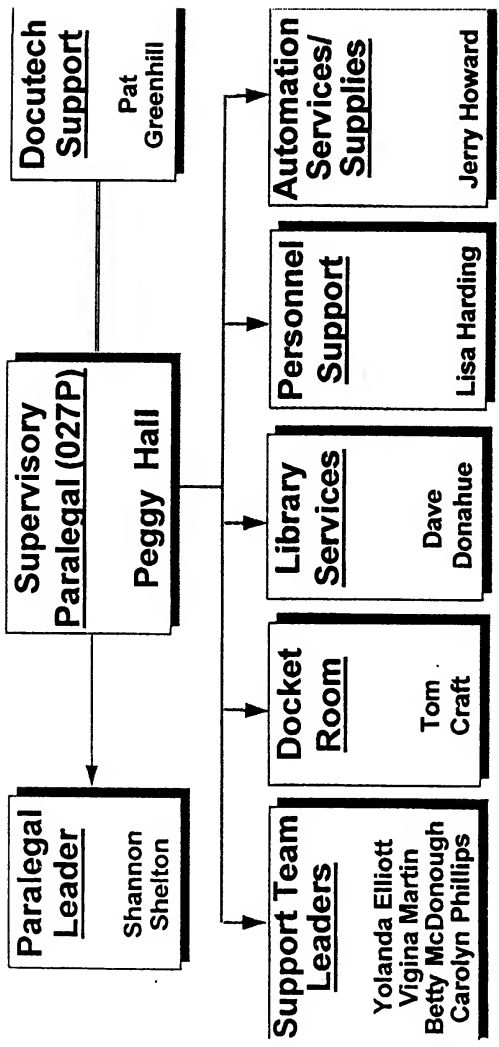 Paralegal
Leader
Shannon
Shelton
Supervisory
Paralegal (027P)
Peggy Hall
Docutech
Support
Pat
Greenhill
Support Team
Leaders
Yolanda Elliott
Vigina Martin
Betty McDonough
Carolyn Phillips
Docket
Room
Tom
Craft
Library
Services
Dave
Donahue
Personnel
Support
Lisa Harding
Automation
Services/
Supplies
Jerry Howard